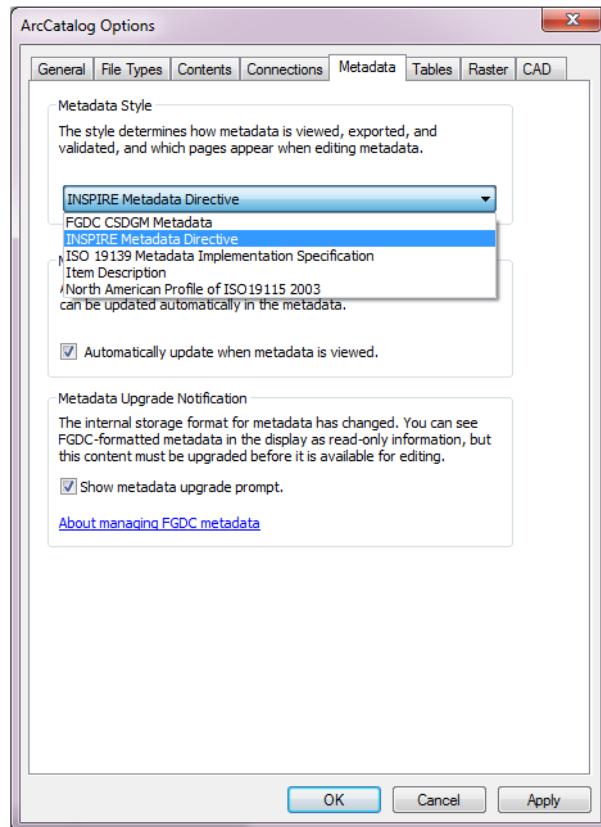 ArcCatalog Options
General File Types Contents Connections Metadata Tables Raster CAD
Metadata Style
The style determines how metadata is viewed, exported, and
validated, and which pages appear when editing metadata.
INSPIRE Metadata Directive
FGDC CSDGM Metadata
INSPIRE Metadata Directive
ISO 19139 Metadata Implementation Specification
Item Description
North American Profile of ISO19115 2003
can be updated automatically in the metadata.
Automatically update when metadata is viewed.
Metadata Upgrade Notification
The internal storage format for metadata has changed. You can see
FGDC-formatted metadata in the display as read-only information, but
this content must be upgraded before it is available for editing.
Show metadata upgrade prompt.
About managing FGDC metadata
OK Cancel Apply